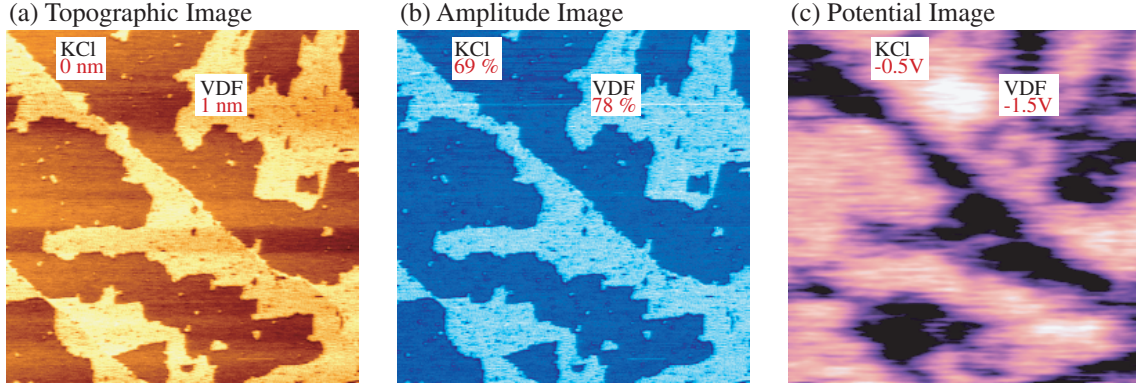 (a) Topographic Image
KCl
0 nm
VDF
1 nm
(b) Amplitude Image
KCl
69 %
VDF
78 %
(c) Potential Image
KCl
-0.5V
VDF
-1.5V